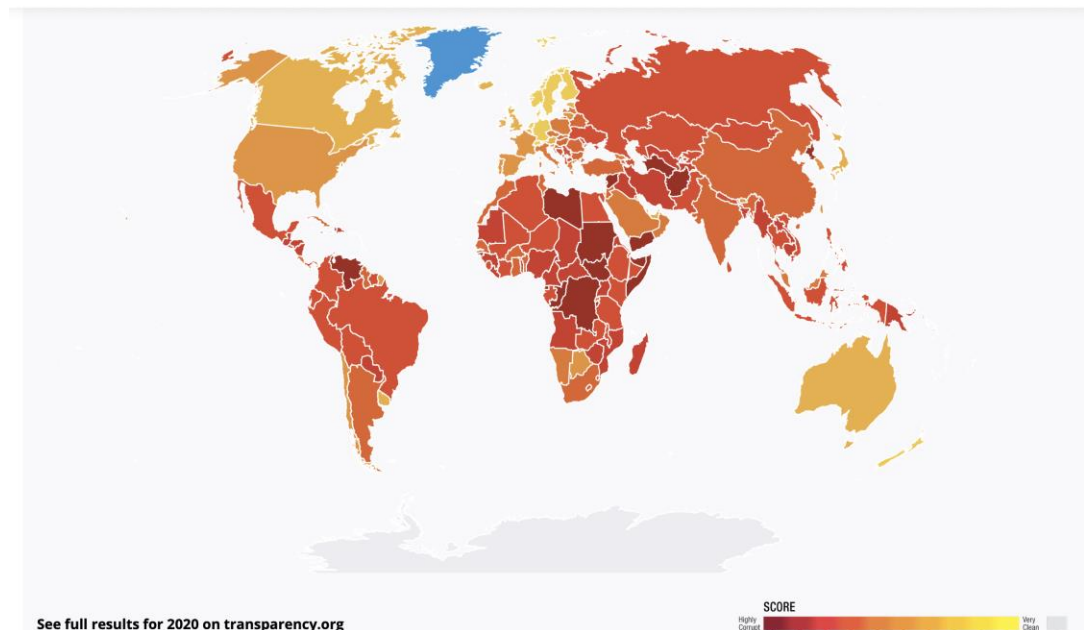 SCORE
Highly
Corrupt
Very
Clean
See full results for 2020 on transparency.org